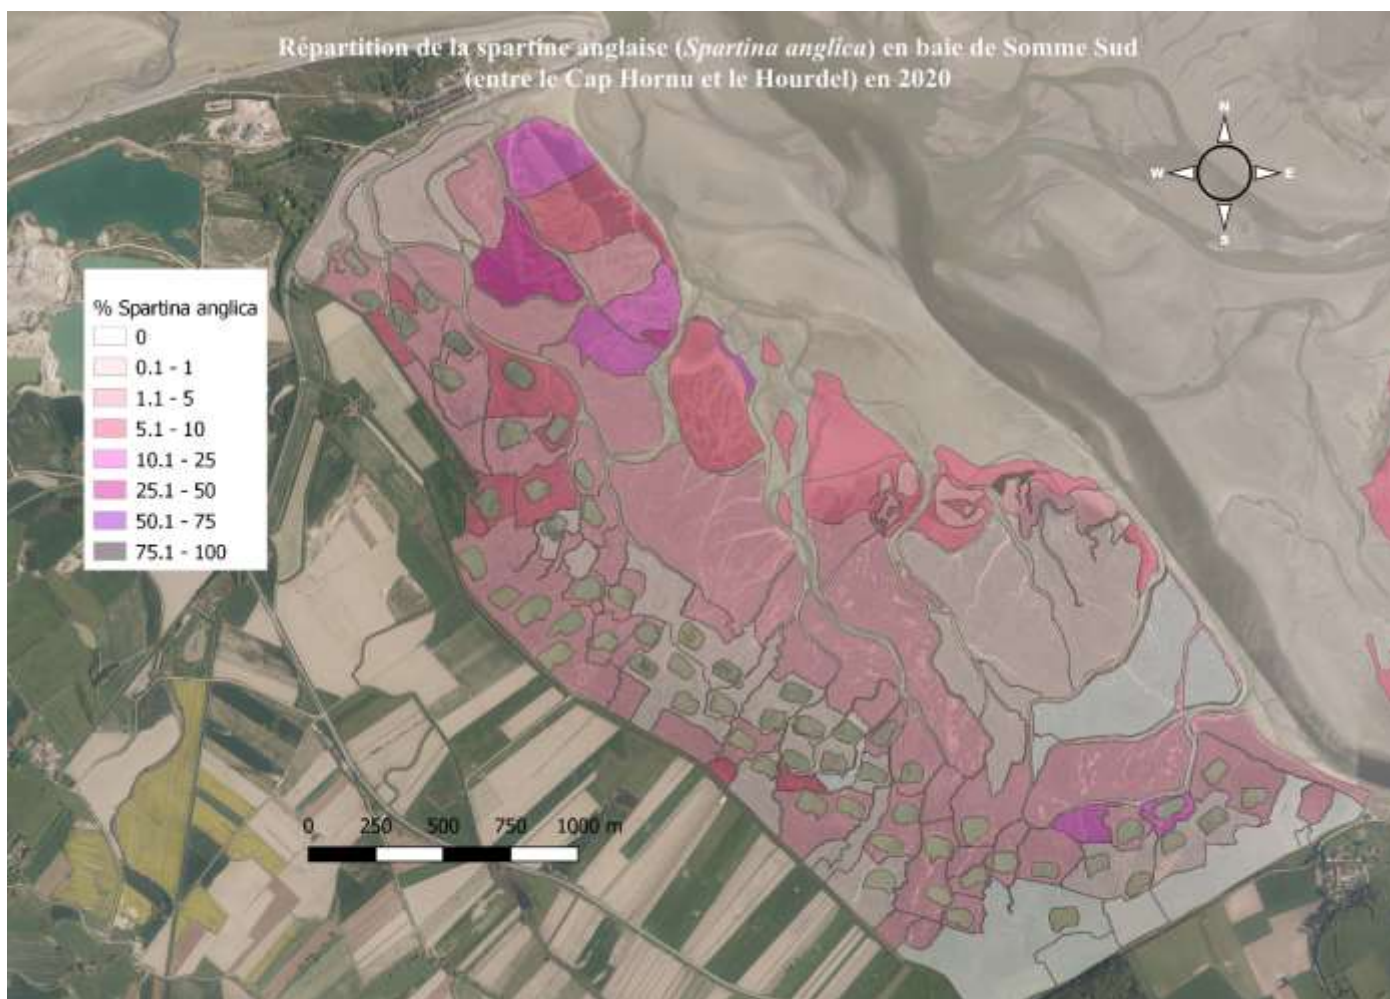 Répartition de la spartine anglaise (Spartina anglica) en baie de Somme Sud
(entre le Cap Hornu et le Hourdel) en 2020
N
W E
S
% Spartina anglica
0
0.1 - 1
1.1 - 5
5.1 - 10
10.1 - 25
25.1 - 50
50.1 - 75
75.1 - 100
0 250 500 750 1000 m